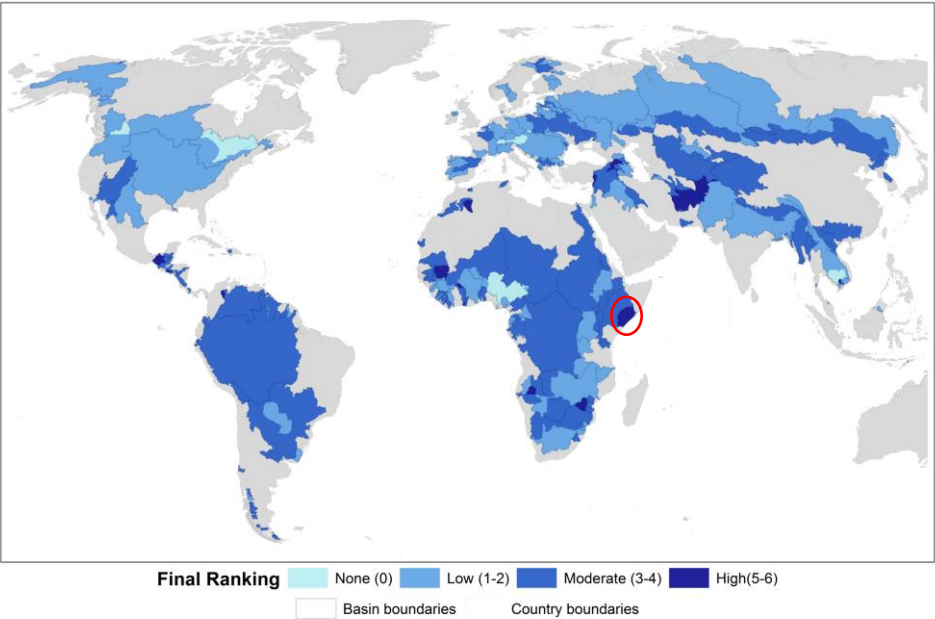 Final Ranking None (0) Low (1-2) Moderate (3-4) High(5-6)
Basin boundaries Country boundaries